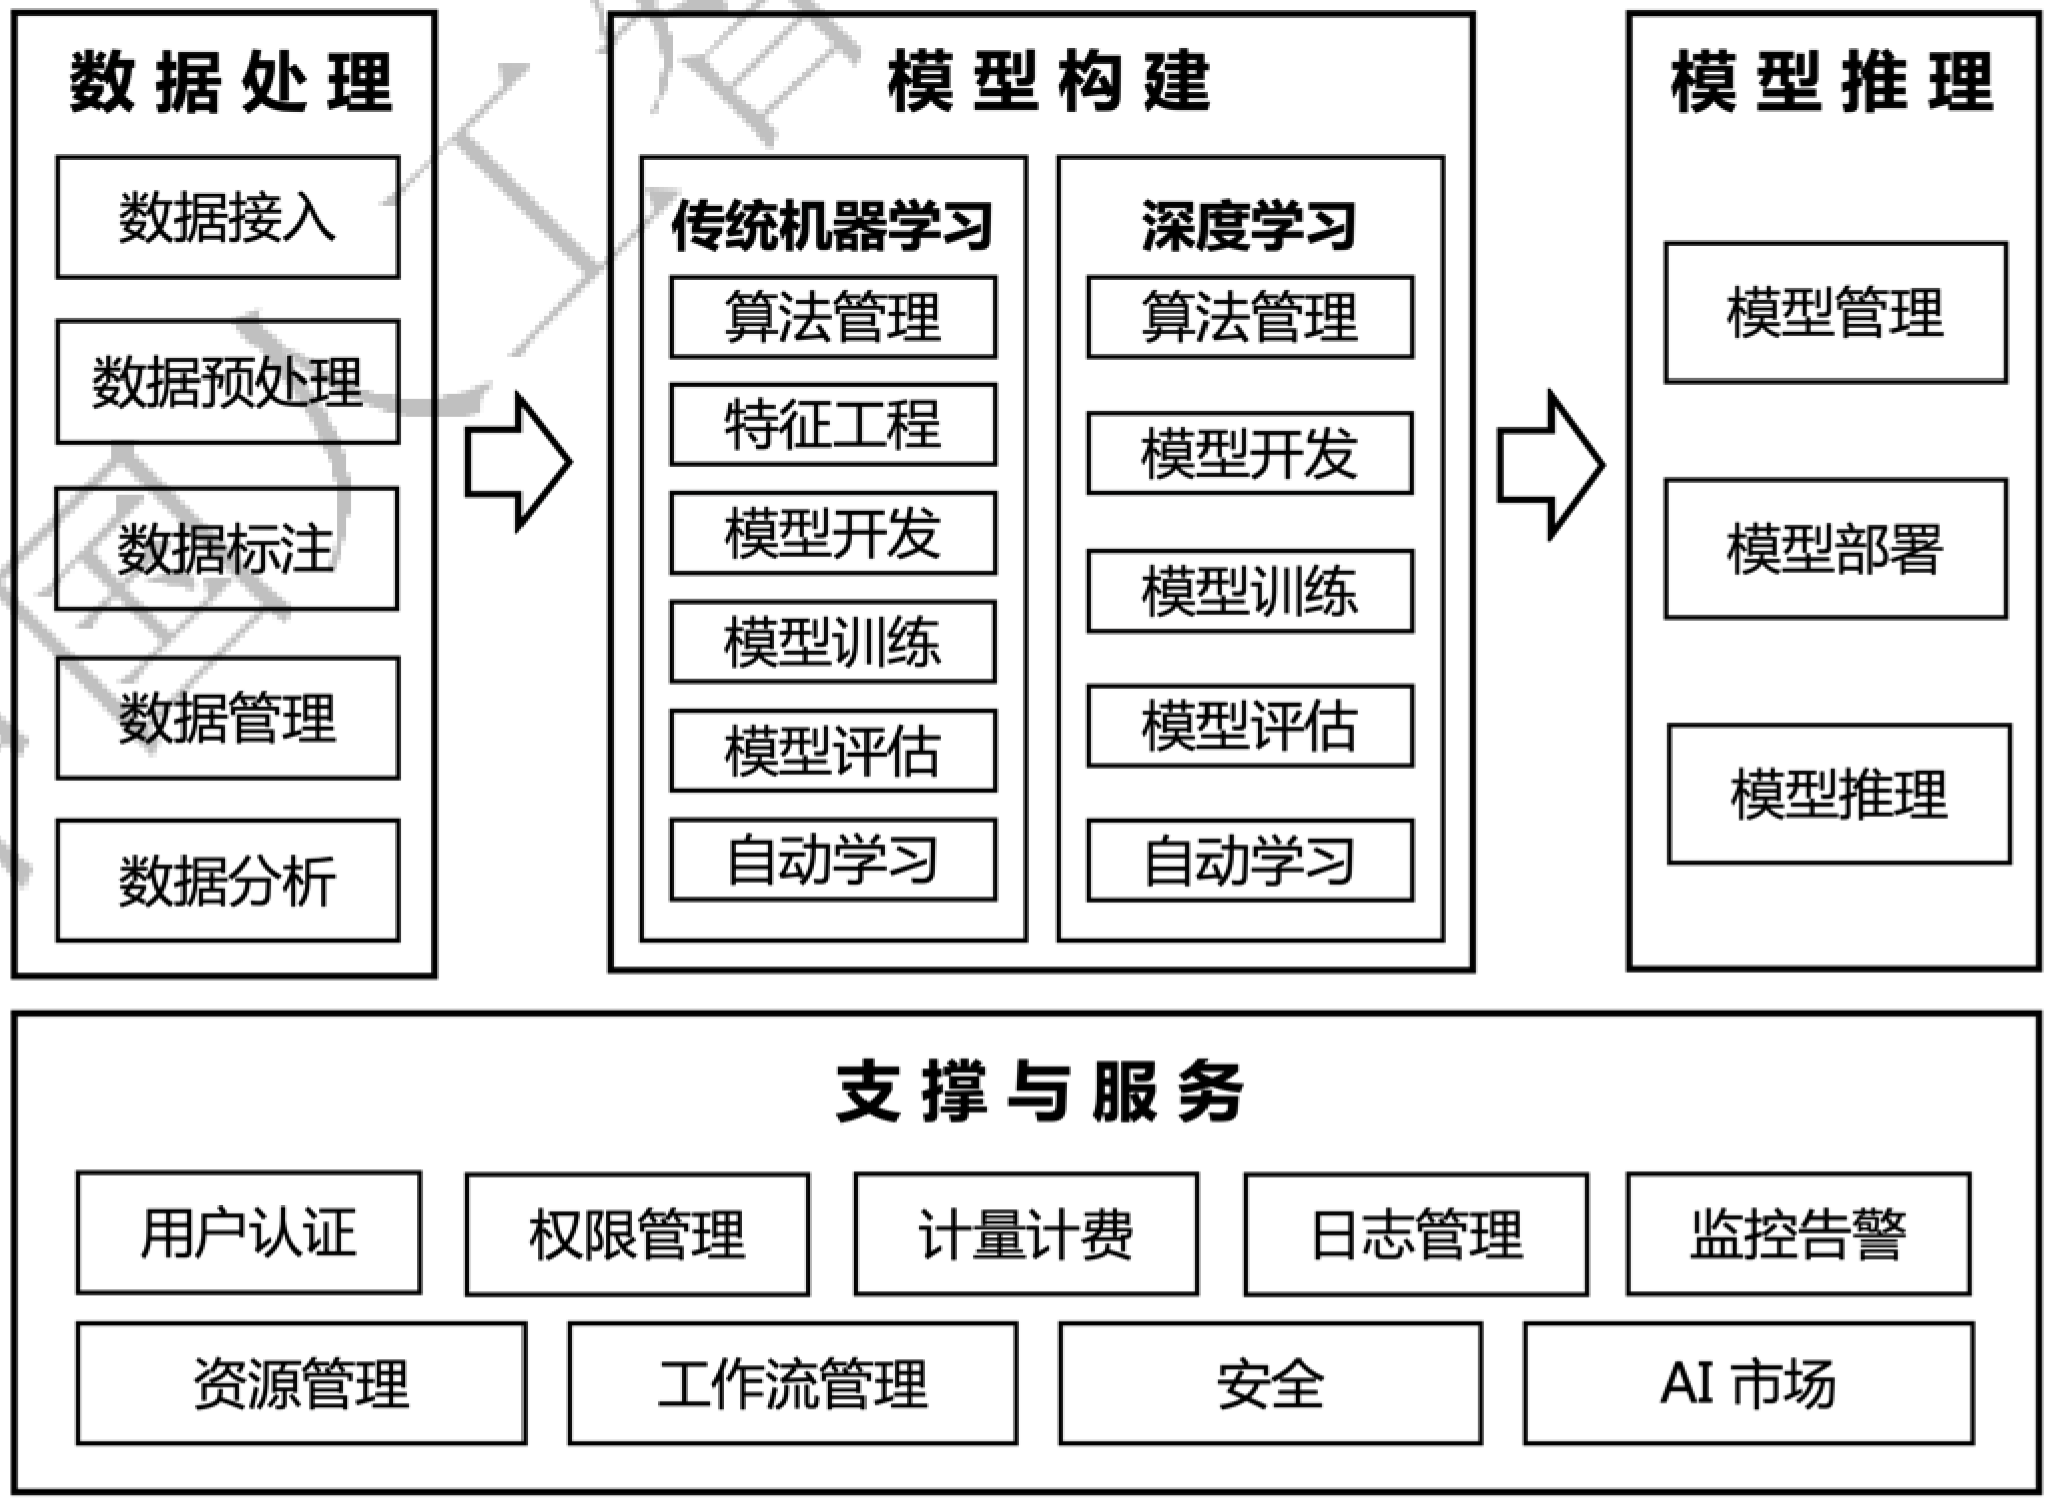 数据处理
数据接入
数据预处理
数据标注
数据管理
数据分析
模型构建
传统机器学习
算法管理
特征工程
模型开发
模型训练
模型评估
自动学习
深度学习
算法管理
模型开发
模型训练
模型评估
自动学习
模型推理
模型管理
模型部署
模型推理
支撑与服务
用户认证
权限管理
计量计费
日志管理
监控告警
资源管理
工作流管理
安全
AI 市场